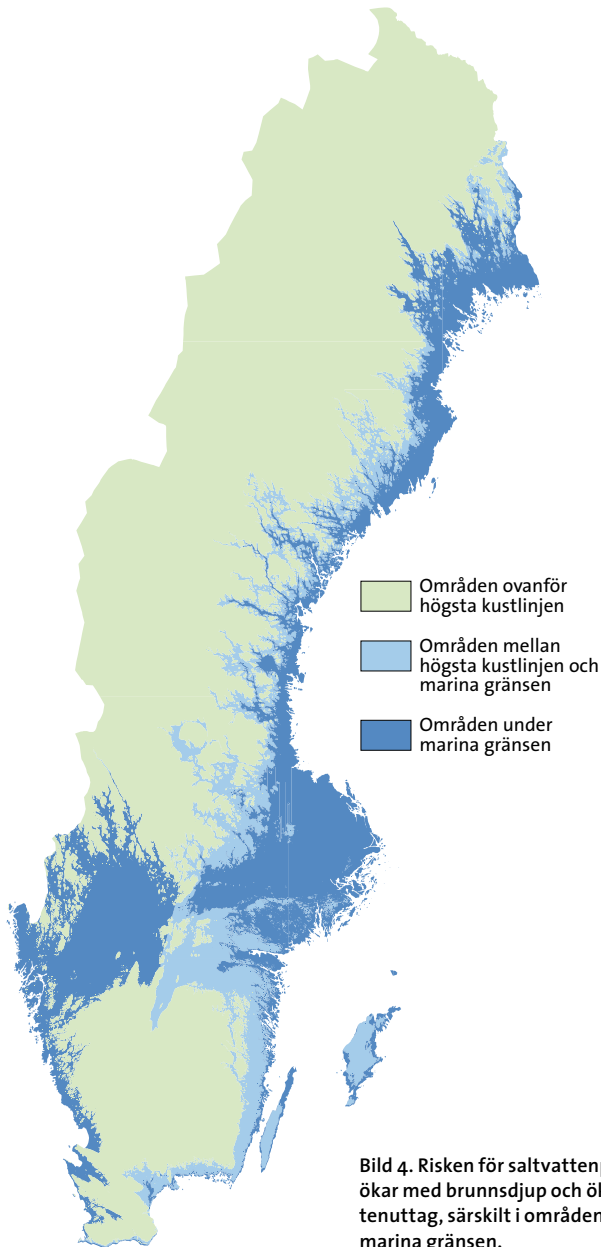 Områden ovanför
högsta kustlinjen
Områden mellan
högsta kustlinjen och
marina gränsen
Områden under
marina gränsen
Bild 4. Risken för saltvatten
ökar med brunnsdjup och
tenuttag, särskilt i områden
marina gränsen.